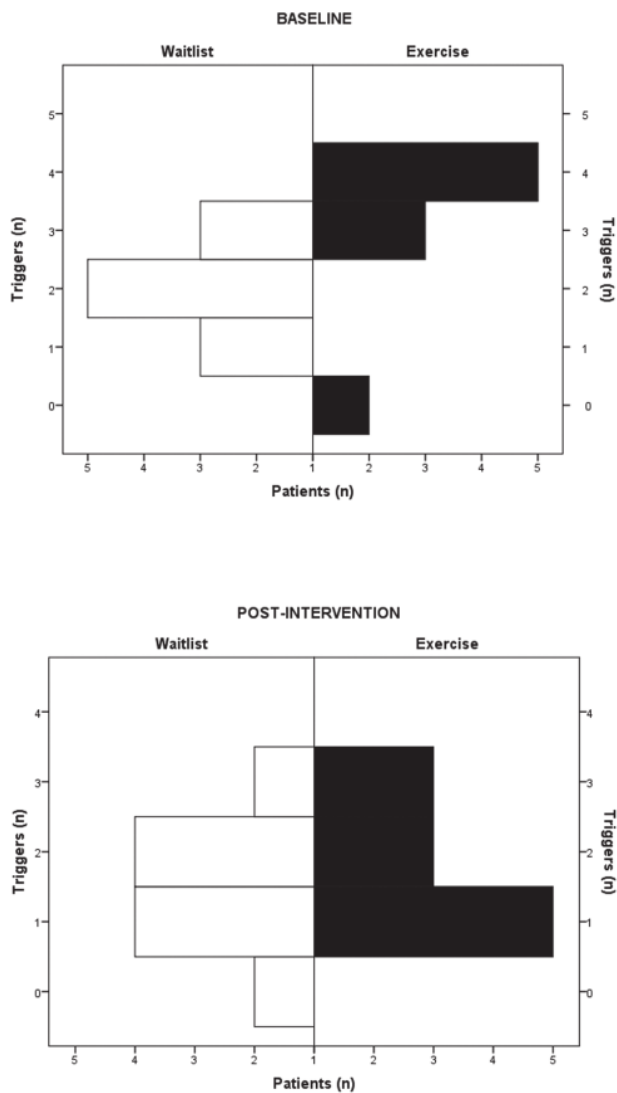 BASELINE
Waitlist Exercise
5 5
4 4
3 3
2 2
1 1
0 0
Triggers (n) Triggers (n)
5 4 3 2 1 2 3 4 5
Patients (n)
POST-INTERVENTION
Waitlist Exercise
4 4
3 3
2 2
1 1
0 0
Triggers (n) Triggers (n)
5 4 3 2 1 2 3 4 5
Patients (n)